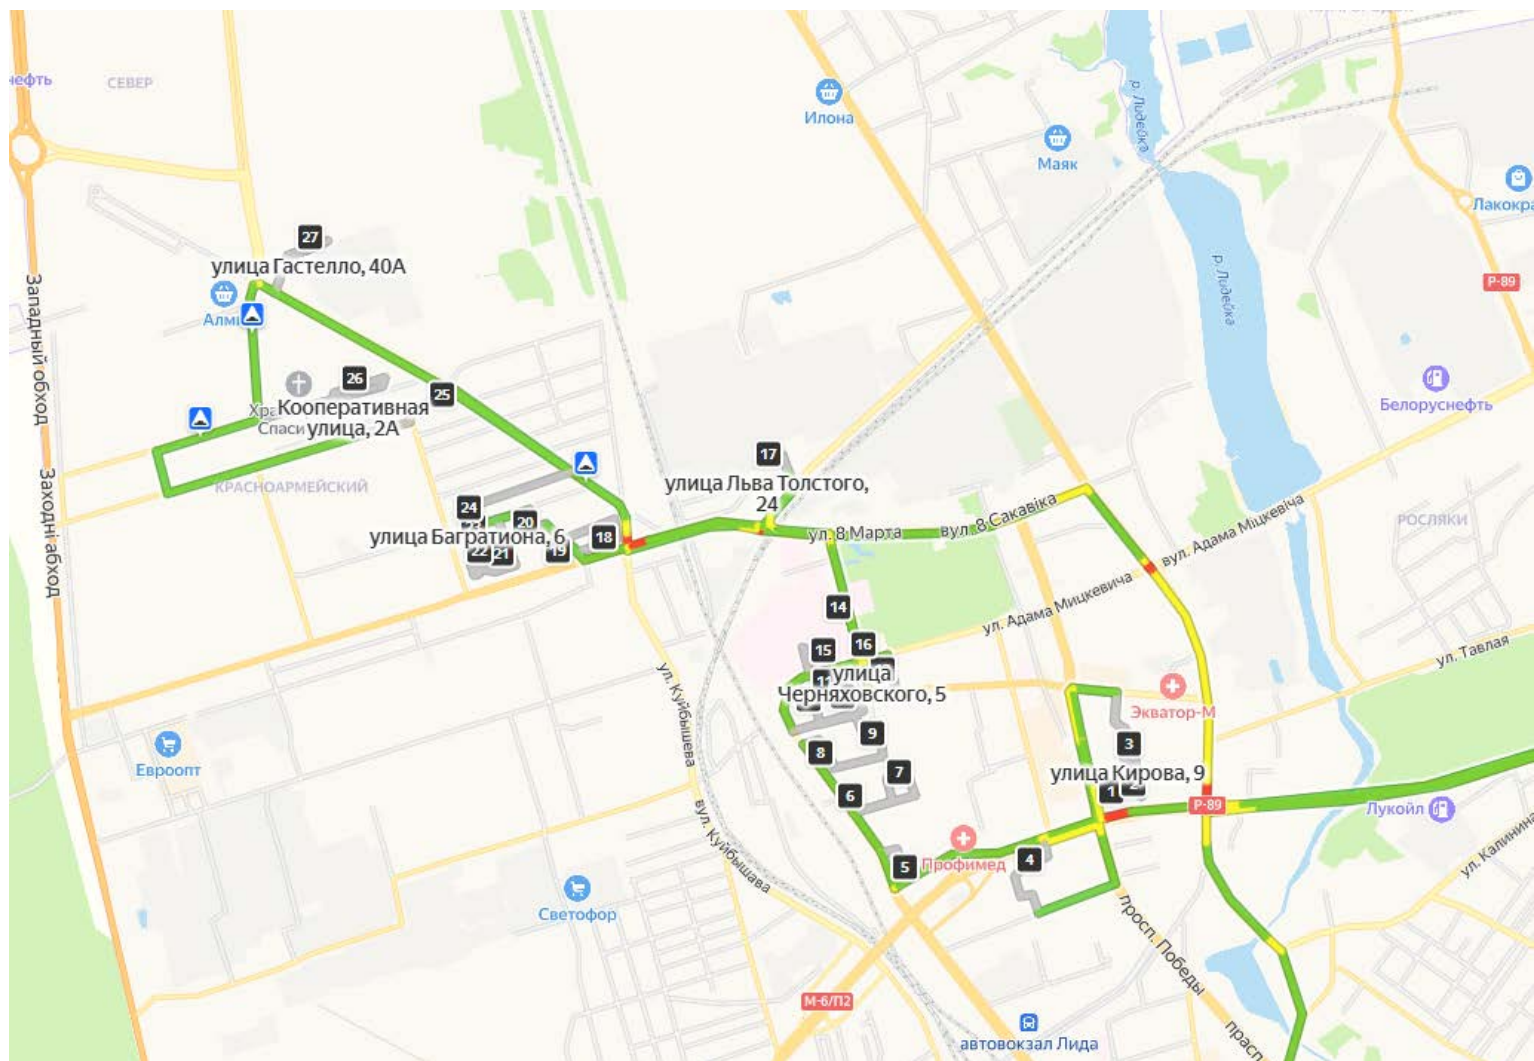 нефть
СЕВЕР
Илона
р. Лидейка
Маяк
Лакокра
27
улица Гастелло, 40А
Р-89
р. Лидейка
Западный обход
26
25
Кооперативная
Спаси улица, 2А
Белоруснефть
17
улица Льва Толстого,
24
КРАСНОАРМЕЙСКИЙ
Заходні абход
24
20
18
улица Багратиона, 6
22
21
19
ул. 8 Марта
вул. 8 Сакавіка
вул. Адама Міцкевіча
РОСЛЯКИ
14
ул. Адама Мицкевича
16
15
ул. Тавлая
улица
Черняховского, 5
ул. Куйбышева
Экватор-М
9
3
8
7
улица Кирова, 9
Евроопт
1
2
6
Р-89
Лукойл
вул. Куйбышава
Профимед
5
4
ул. Калинина
Светофор
просп. Победы
М-6/П2
автовокзал Лида
прасп